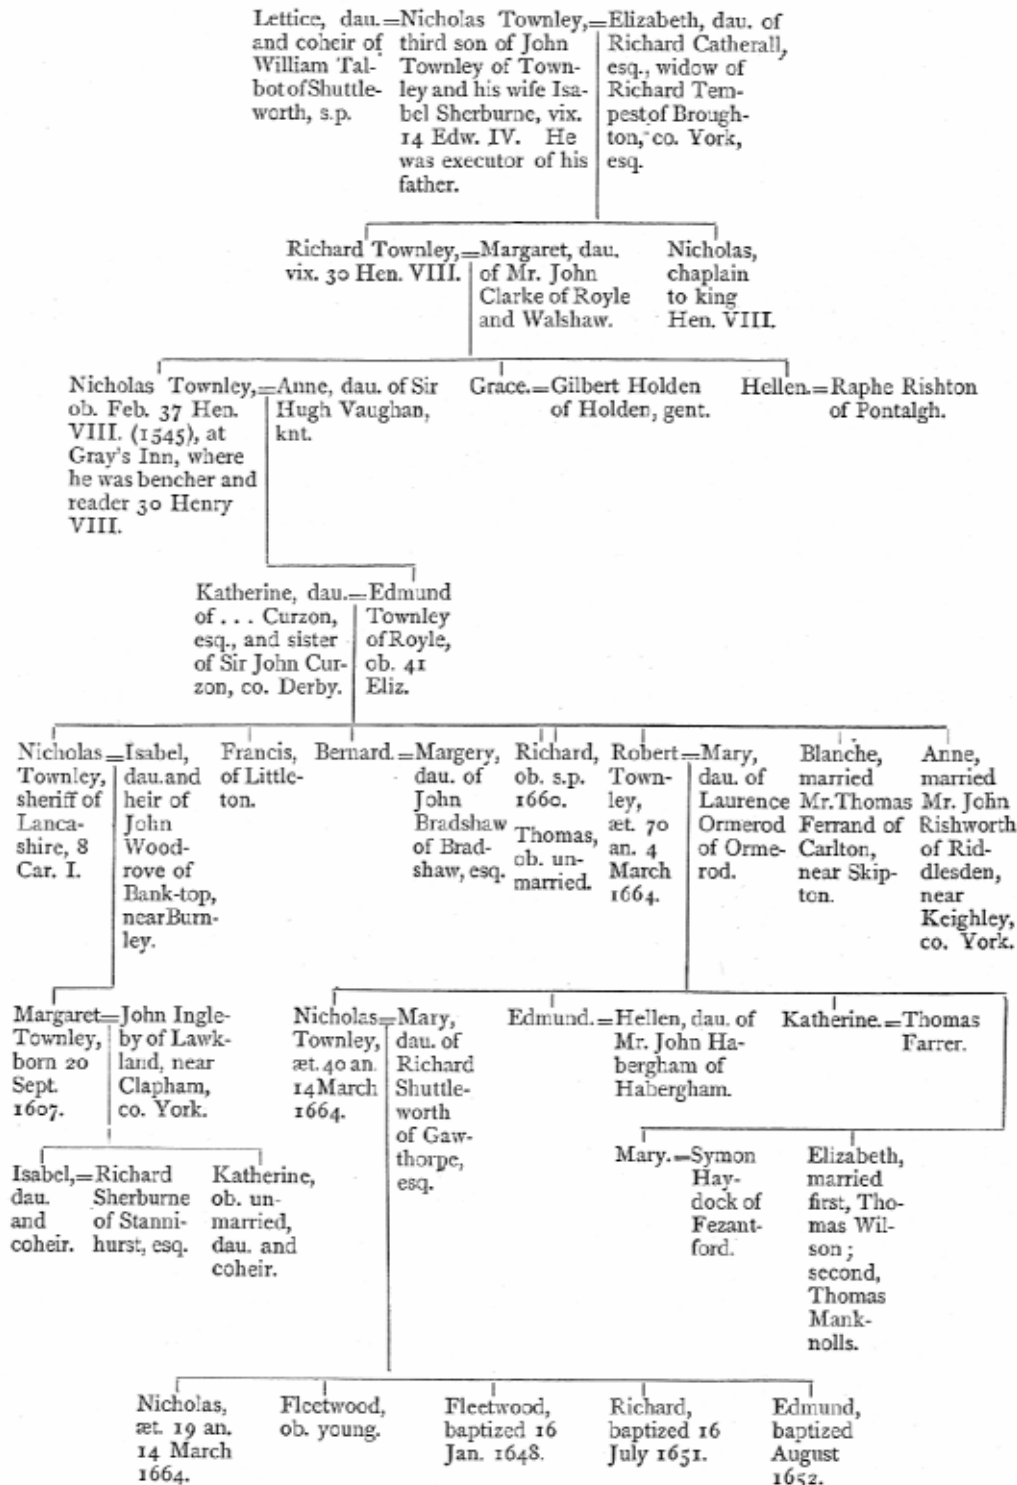 Lettice, dau.
and coheir of
William Tal-
bot of Shuttle-
worth, s.p.
=Nicholas Townley,=
third son of John
Townley of Town-
ley and his wife Isa-
bel Sherburne, vix.
14 Edw. IV. He
was executor of his
father.
Elizabeth, dau. of
Richard Catherall,
esq., widow of
Richard Tem-
pest of Brough-
ton, co. York,
esq.
Richard Townley,=
vix. 30 Hen. VIII.
Margaret, dau.
of Mr. John
Clarke of Royle
and Walshaw.
Nicholas,
chaplain
to king
Hen. VIII.
Nicholas Townley,=
ob. Feb. 37 Hen.
VIII. (1545), at
Gray's Inn, where
he was bencher and
reader 30 Henry
VIII.
Anne, dau. of Sir
Hugh Vaughan,
knt.
Grace.=Gilbert Holden
of Holden, gent.
Hellen.=Raphe Rishton
of Pontalgh.
Katherine, dau.=
of . . . Curzon,
esq., and sister
of Sir John Cur-
zon, co. Derby.
Edmund
Townley
of Royle,
ob. 41
Eliz.
Nicholas=
Townley,
sheriff of
Lanca-
shire, 8
Car. I.
Isabel,
dau. and
heir of
John
Wood-
rove of
Bank-top,
near Burn-
ley.
Francis,
of Little-
ton.
Bernard.=Margery,
dau. of
John
Bradshaw
of Brad-
shaw, esq.
Richard,
ob. s.p.
1660.
Thomas,
ob. un-
married.
Robert=
Town-
ley,
æt. 70
an. 4
March
1664.
Mary,
dau. of
Laurence
Ormerod
of Orme-
rod.
Blanche,
married
Mr. Thomas
Ferrand of
Carlton,
near Skip-
ton.
Anne,
married
Mr. John
Rishworth
of Rid-
dlesden,
near
Keighley,
co. York.
Margaret=
Townley,
born 20
Sept.
1607.
John Ingle-
by of Lawk-
land, near
Clapham,
co. York.
Nicholas=
Townley,
æt. 40 an.
14 March
1664.
Mary,
dau. of
Richard
Shuttle-
worth
of Gaw-
thorpe,
esq.
Edmund.=Hellen, dau. of
Mr. John Ha-
bergham of
Habergham.
Katherine.=Thomas
Farrer.
Isabel,=
dau.
and
coheir.
Richard
Sherburne
of Stanni-
hurst, esq.
Katherine,
ob. un-
married,
dau. and
coheir.
Mary.=Symon
Hay-
dock of
Fezant-
ford.
Elizabeth,
married
first, Tho-
mas Wil-
son;
second,
Thomas
Mank-
nolls.
Nicholas,
æt. 19 an.
14 March
1664.
Fleetwood,
ob. young.
Fleetwood,
baptized 16
Jan. 1648.
Richard,
baptized 16
July 1651.
Edmund,
baptized
August
1652.